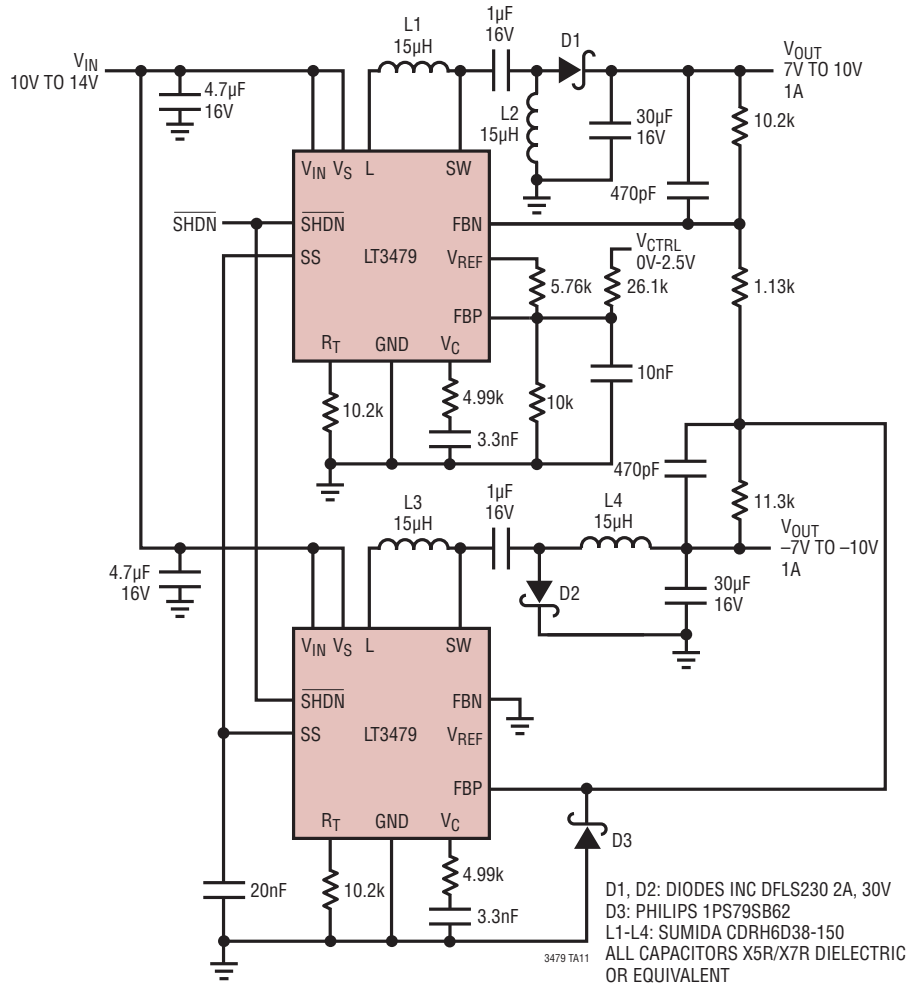 L1
15µH
1µF
16V
D1
VIN
10V TO 14V
4.7µF
16V
L2
15µH
30µF
16V
VOUT
7V TO 10V
1A
10.2k
470pF
VIN
VS
L
SW
SHDN
SHDN
SS
LT3479
FBN
VREF
FBP
RT
GND
VC
VCTRL
0V-2.5V
5.76k
26.1k
1.13k
10nF
10k
10.2k
4.99k
3.3nF
470pF
11.3k
L3
15µH
1µF
16V
L4
15µH
VOUT
–7V TO –10V
1A
4.7µF
16V
D2
30µF
16V
VIN
VS
L
SW
SHDN
SS
LT3479
FBN
VREF
FBP
RT
GND
VC
D3
20nF
10.2k
4.99k
3.3nF
D1, D2: DIODES INC DFLS230 2A, 30V
D3: PHILIPS 1PS79SB62
L1-L4: SUMIDA CDRH6D38-150
ALL CAPACITORS X5R/X7R DIELECTRIC
OR EQUIVALENT
3479 TA11